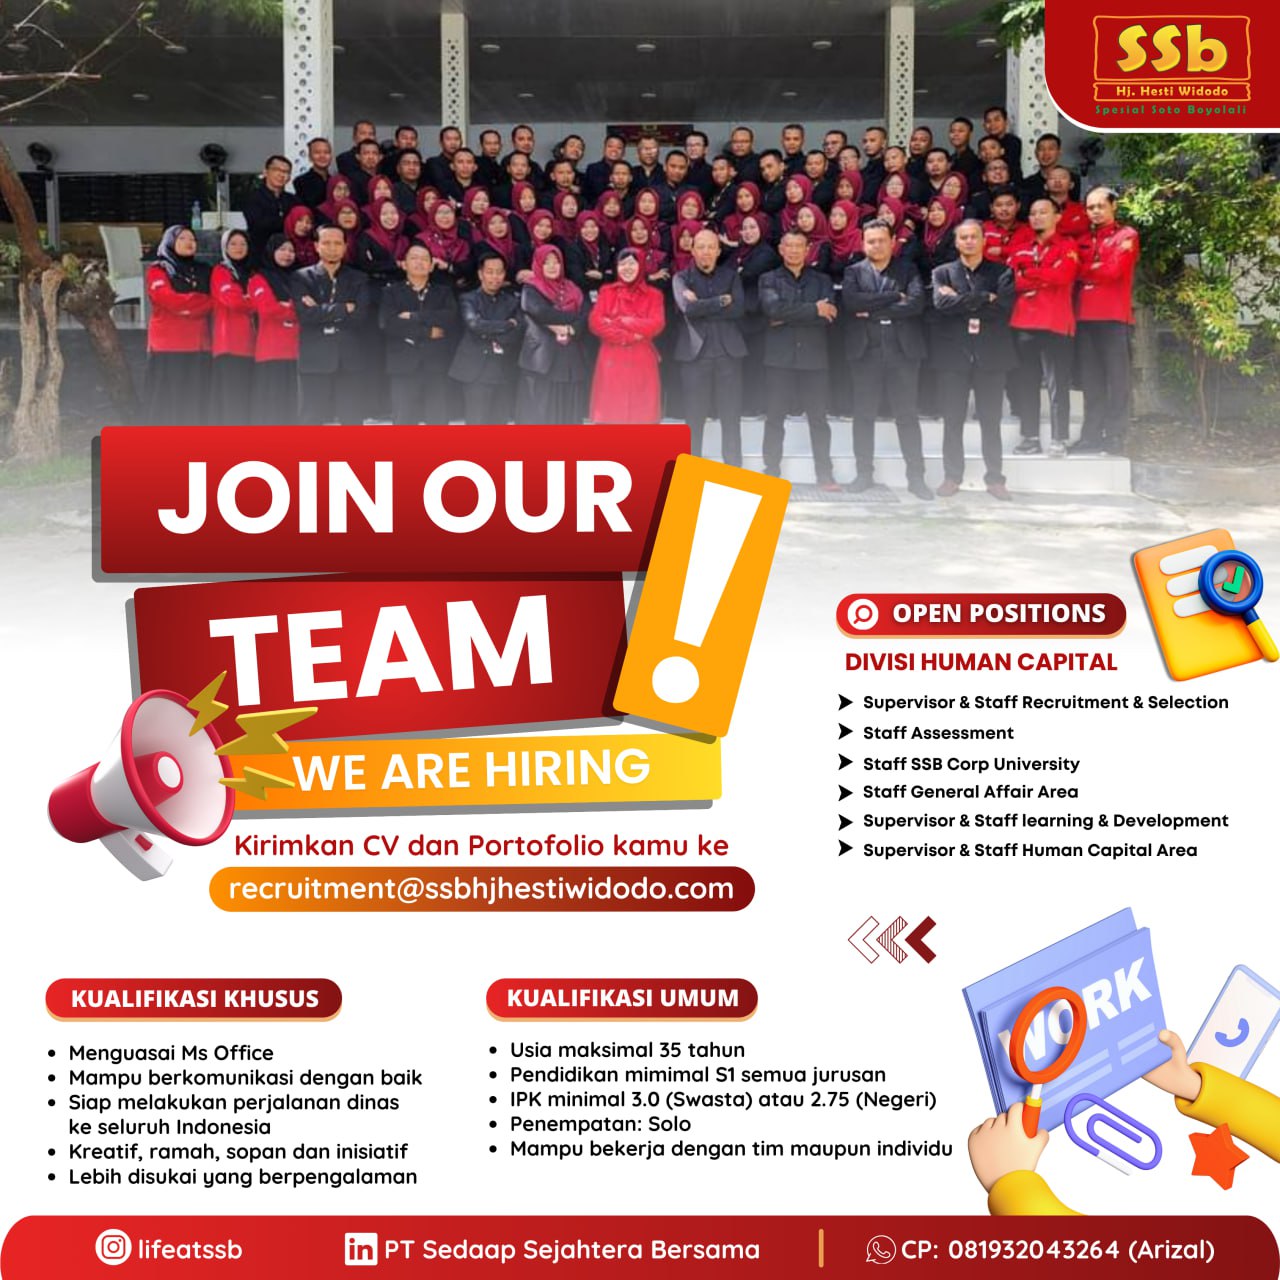 SSb
Hj. Hesti Widodo
Spesial Soto Boyolali
JOIN OUR
TEAM !
WE ARE HIRING
Kirimkan CV dan Portofolio kamu ke
recruitment@ssbhjhestiwidodo.com
OPEN POSITIONS
DIVISI HUMAN CAPITAL
Supervisor & Staff Recruitment & Selection
Staff Assessment
Staff SSB Corp University
Staff General Affair Area
Supervisor & Staff learning & Development
Supervisor & Staff Human Capital Area
KUALIFIKASI KHUSUS
• Menguasai Ms Office
• Mampu berkomunikasi dengan baik
• Siap melakukan perjalanan dinas
ke seluruh Indonesia
• Kreatif, ramah, sopan dan inisiatif
• Lebih disukai yang berpengalaman
KUALIFIKASI UMUM
• Usia maksimal 35 tahun
• Pendidikan mimimal S1 semua jurusan
• IPK minimal 3.0 (Swasta) atau 2.75 (Negeri)
• Penempatan: Solo
• Mampu bekerja dengan tim maupun individu
WORK
lifeatssb
in PT Sedaap Sejahtera Bersama
CP: 081932043264 (Arizal)